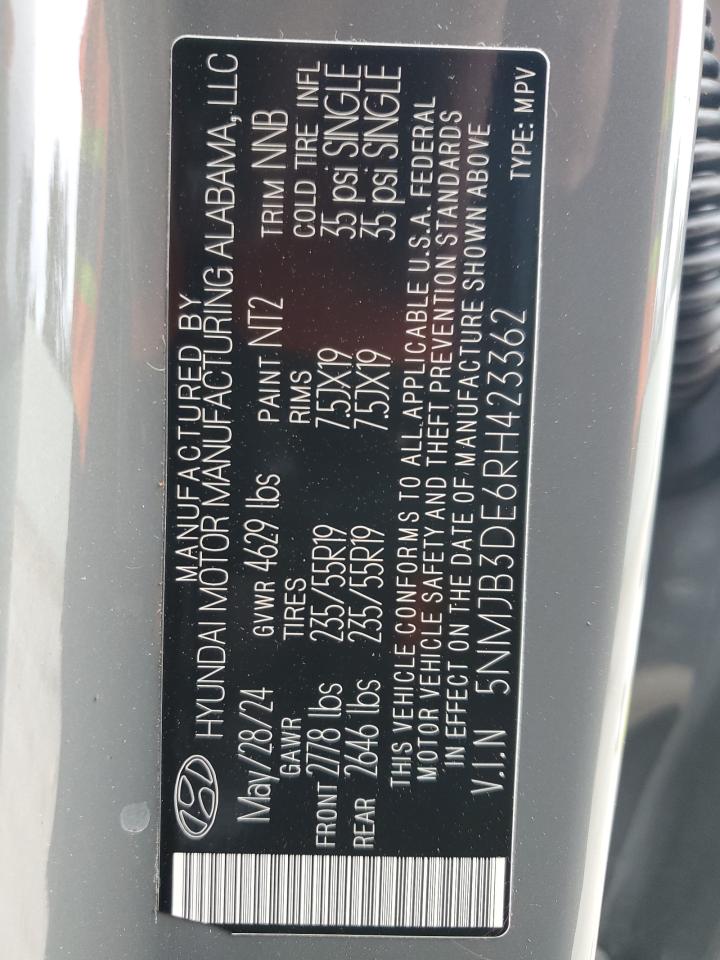 MANUFACTURED BY
HYUNDAI MOTOR MANUFACTURING ALABAMA, LLC
May/28/24 GVWR 4629 lbs PAINT NT2 TRIM NNB
GAWR TIRES RIMS COLD TIRE INFL
FRONT 2778 lbs 235/55R19 7.5JX19 35 psi SINGLE
REAR 2646 lbs 235/55R19 7.5JX19 35 psi SINGLE
THIS VEHICLE CONFORMS TO ALL APPLICABLE U.S.A. FEDERAL
MOTOR VEHICLE SAFETY AND THEFT PREVENTION STANDARDS
IN EFFECT ON THE DATE OF MANUFACTURE SHOWN ABOVE
V.I.N 5NMJB3DE6RH423362 TYPE: MPV